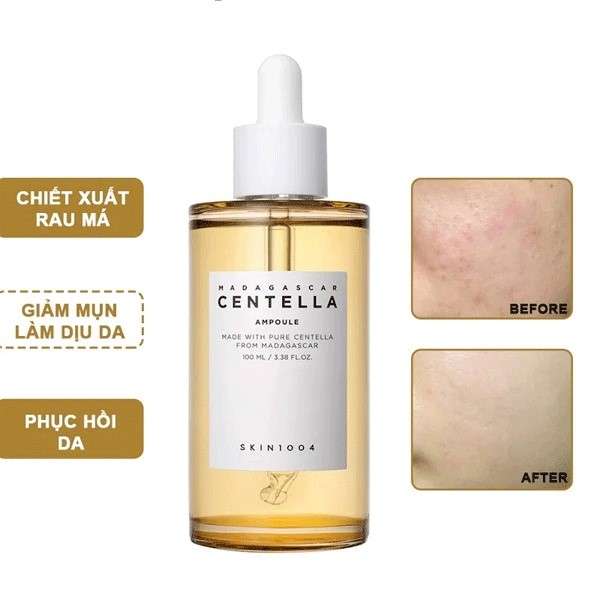 CHIẾT XUẤT
RAU MÁ
GIẢM MỤN
LÀM DỊU DA
PHỤC HỒI
DA
MADAGASCAR
CENTELLA
AMPOULE
MADE WITH PURE CENTELLA
FROM MADAGASCAR
100 ML / 3.38 FL.OZ.
SKIN1004
BEFORE
AFTER